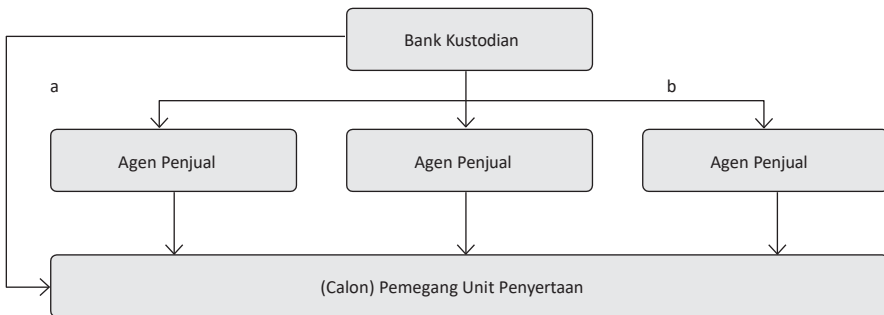 Bank Kustodian
a
b
Agen Penjual
Agen Penjual
Agen Penjual
(Calon) Pemegang Unit Penyertaan